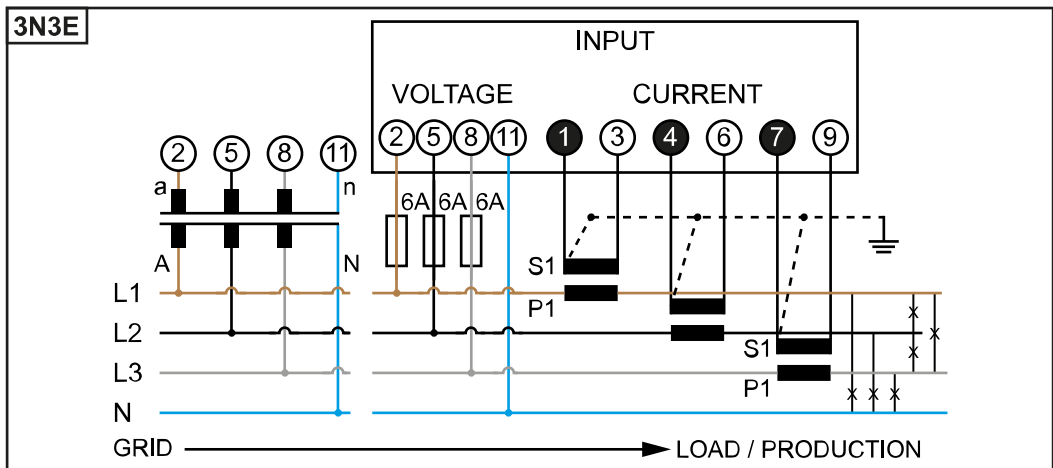 3N3E
INPUT
VOLTAGE CURRENT
2 5 8 11 1 3 4 6 7 9
2 5 8 11
a n
6A 6A 6A
A N
S1
L1
P1
L2
S1
L3
P1
N
GRID LOAD / PRODUCTION